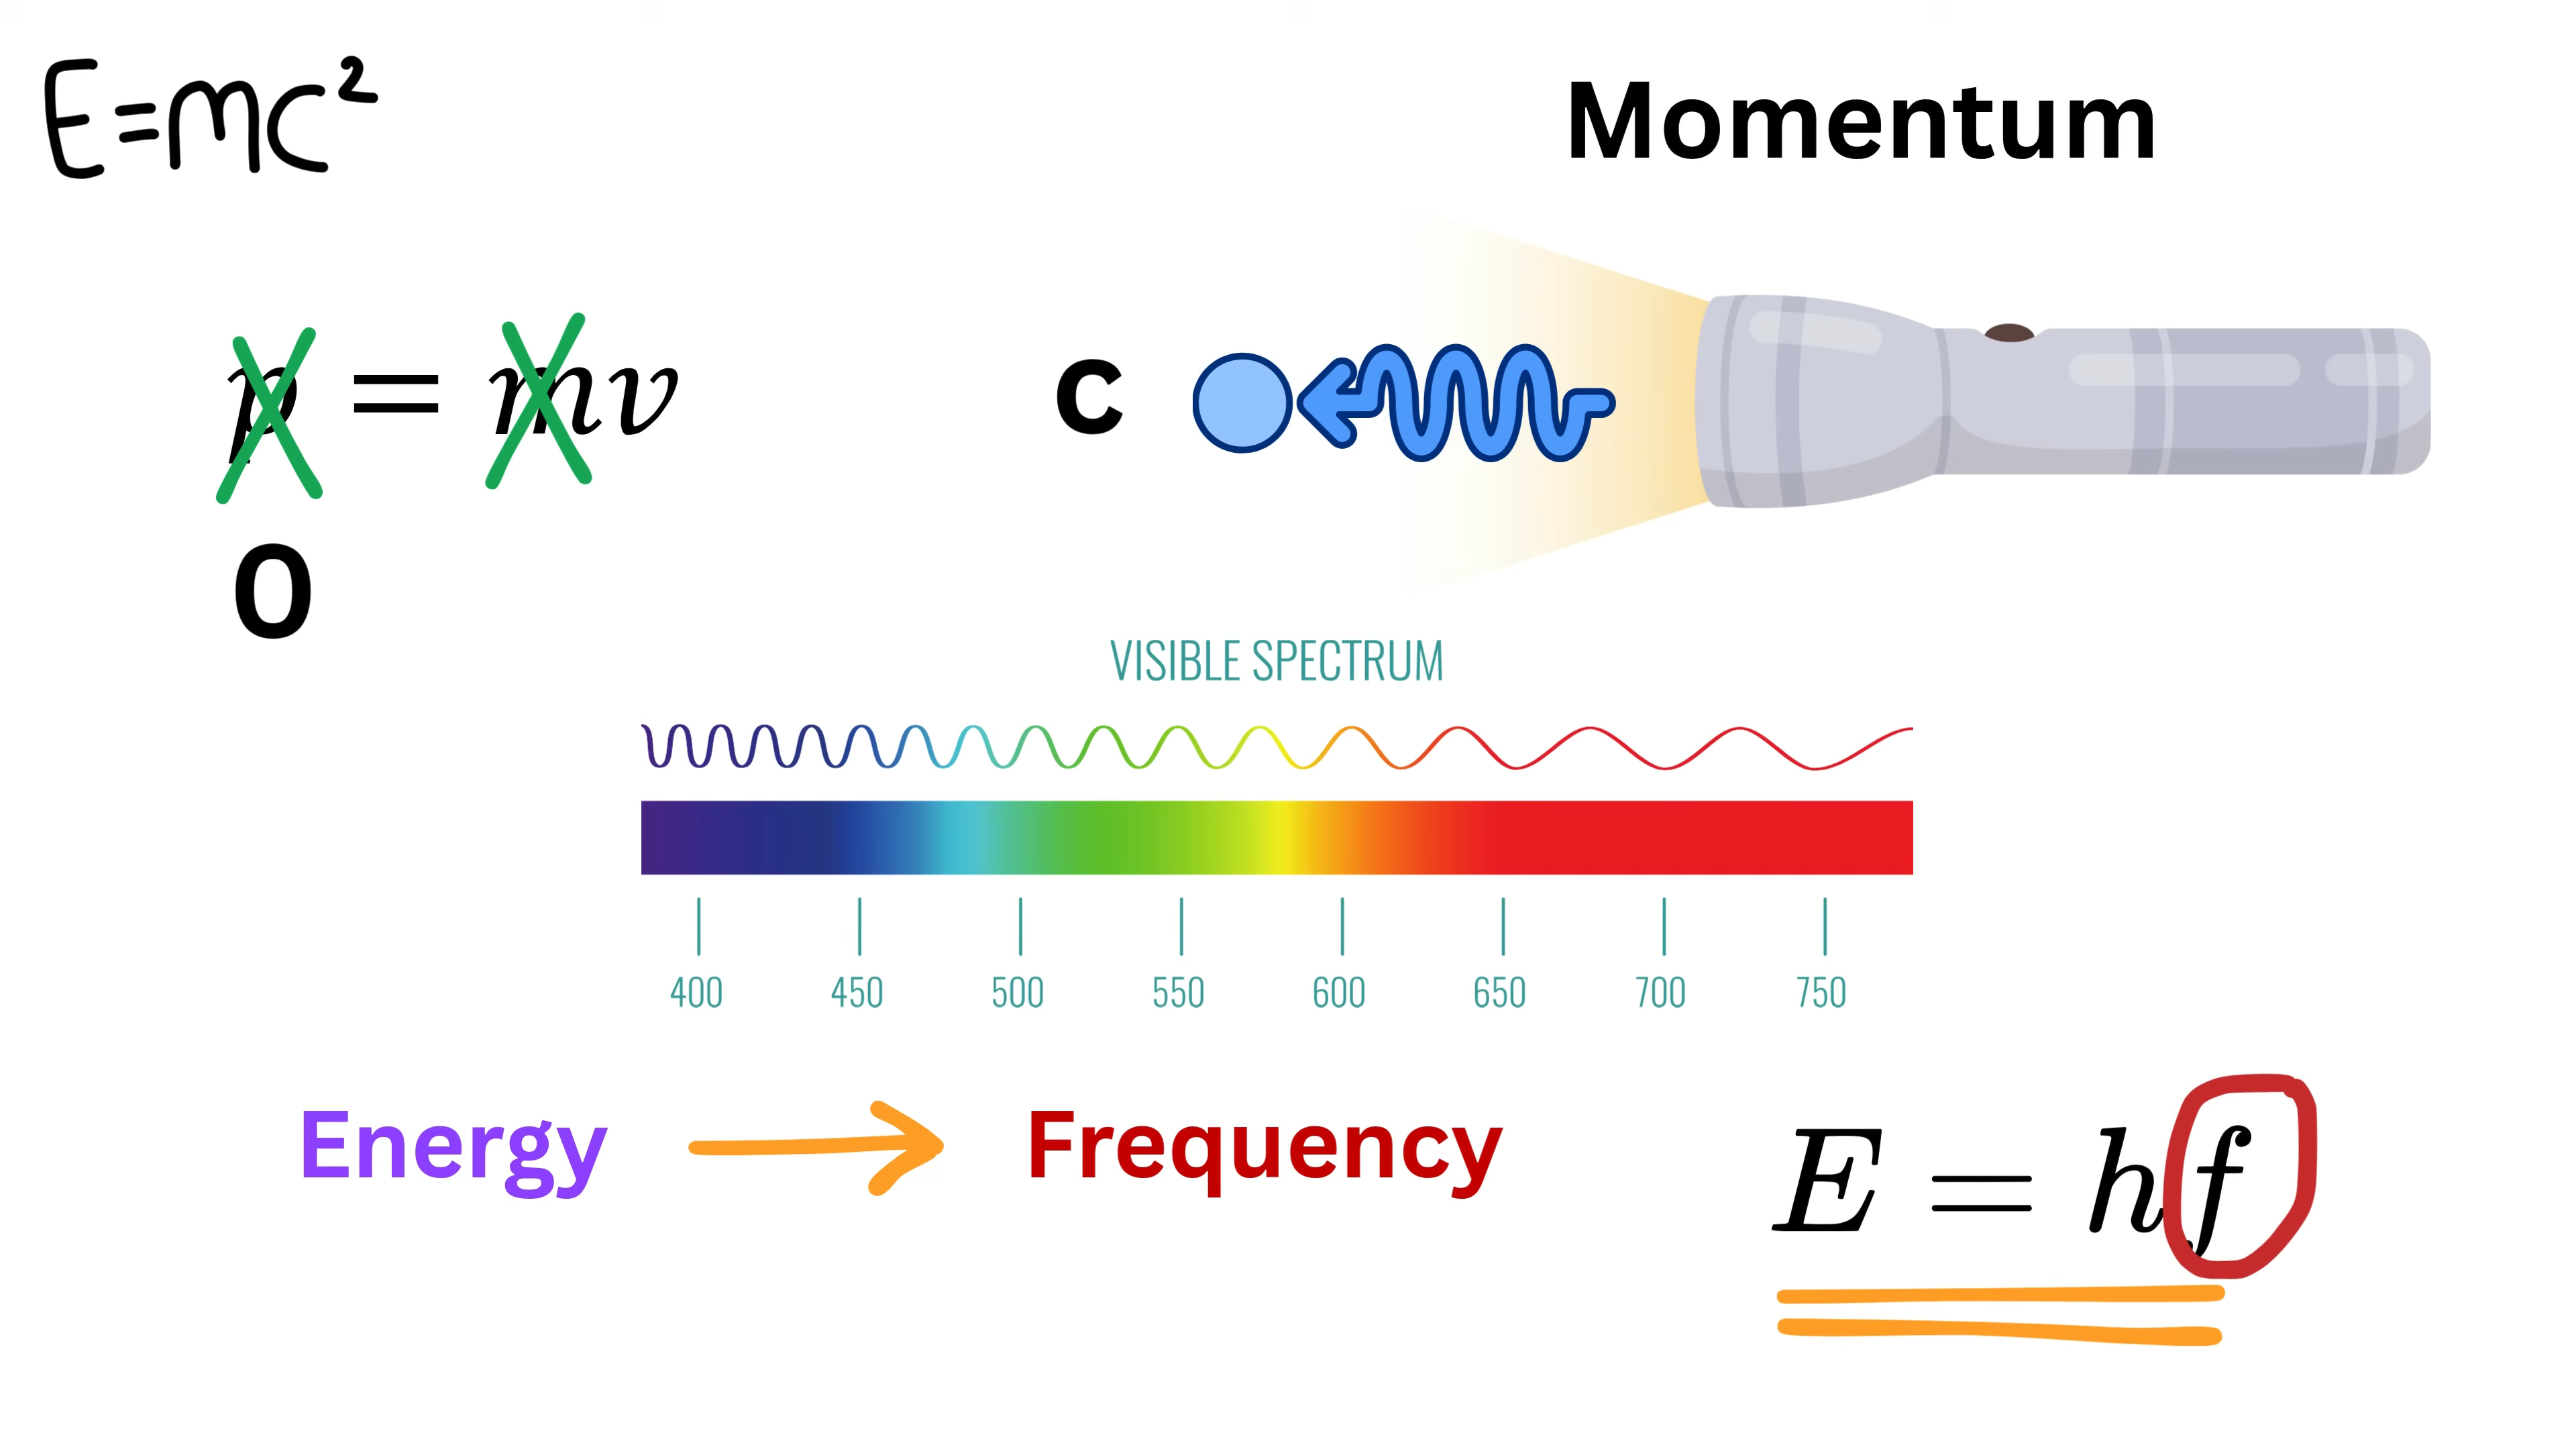 E=mc²
Momentum
p = mv
c
0
VISIBLE SPECTRUM
400 450 500 550 600 650 700 750
Energy → Frequency
E = hf